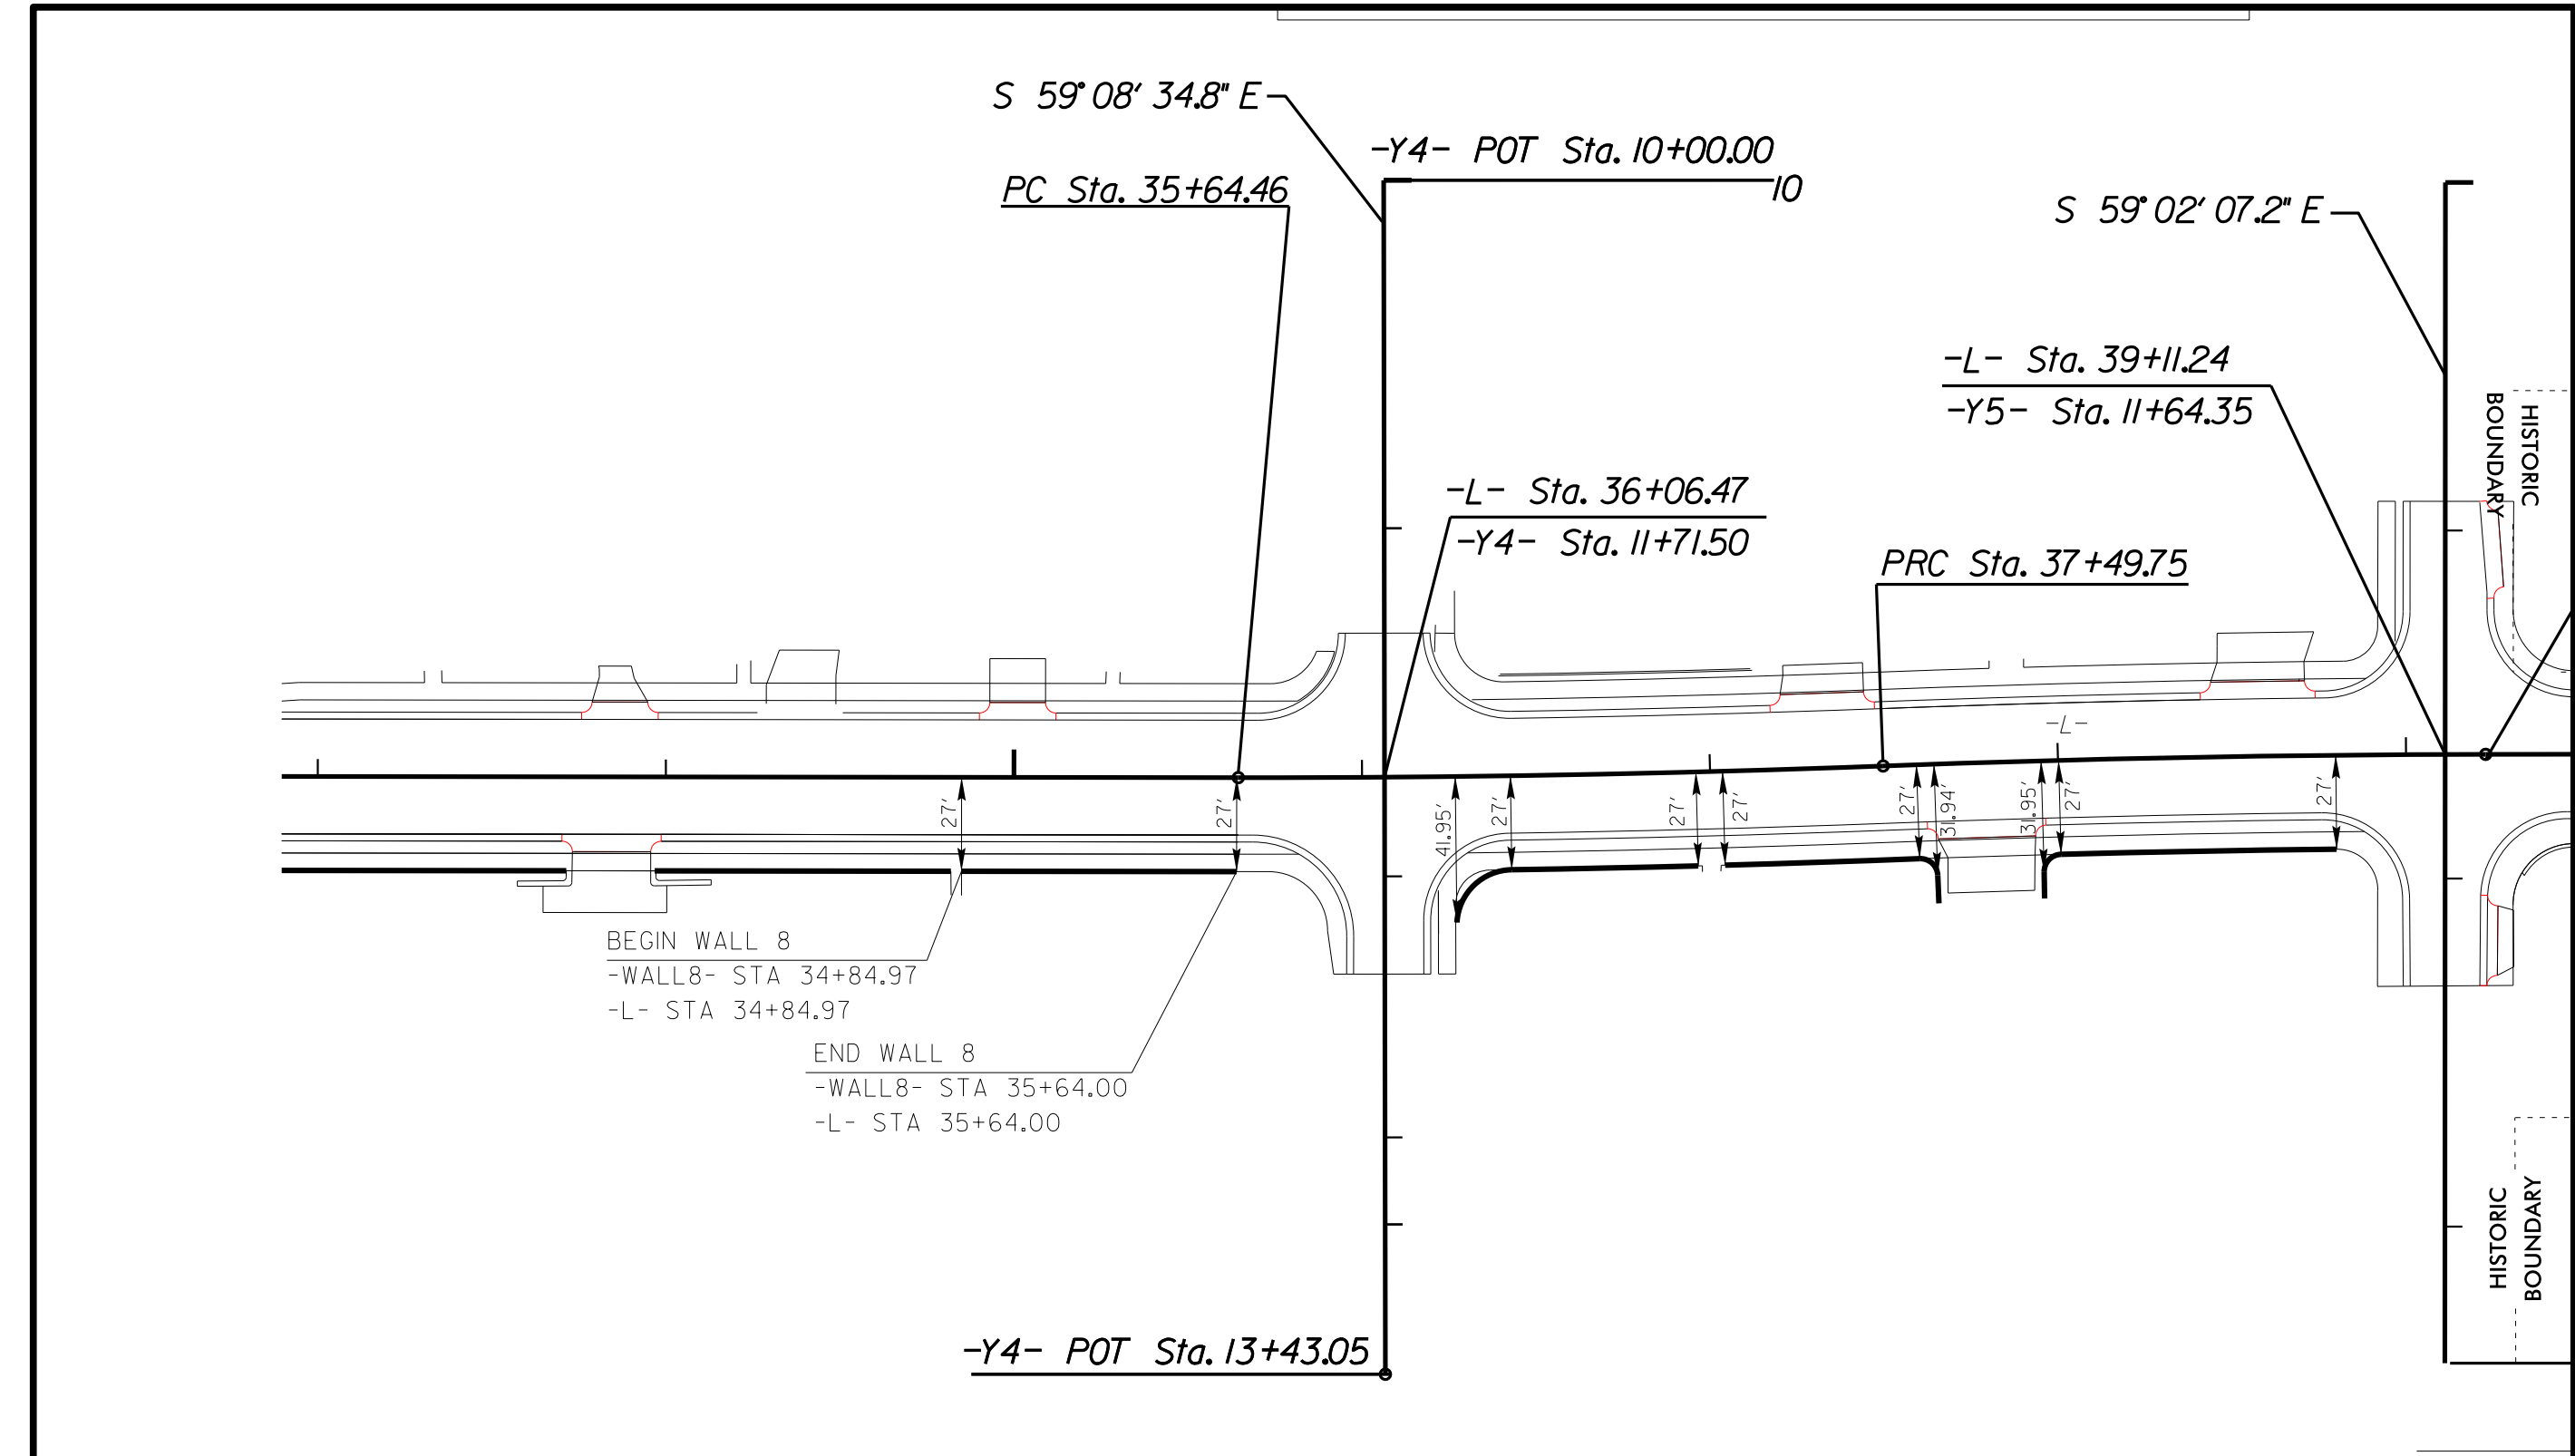 S 59° 08' 34.8" E
-Y4- POT Sta. 10+00.00
10
PC Sta. 35+64.46
S 59° 02' 07.2" E
-L- Sta. 39+11.24
-Y5- Sta. 11+64.35
HISTORIC
BOUNDARY
-L- Sta. 36+06.47
-Y4- Sta. 11+71.50
PRC Sta. 37+49.75
-L-
27'
27'
41.95'
27'
27'
27'
27'
31.94'
31.95'
27'
27'
BEGIN WALL 8
-WALL8- STA 34+84.97
-L- STA 34+84.97
END WALL 8
-WALL8- STA 35+64.00
-L- STA 35+64.00
HISTORIC
BOUNDARY
-Y4- POT Sta. 13+43.05